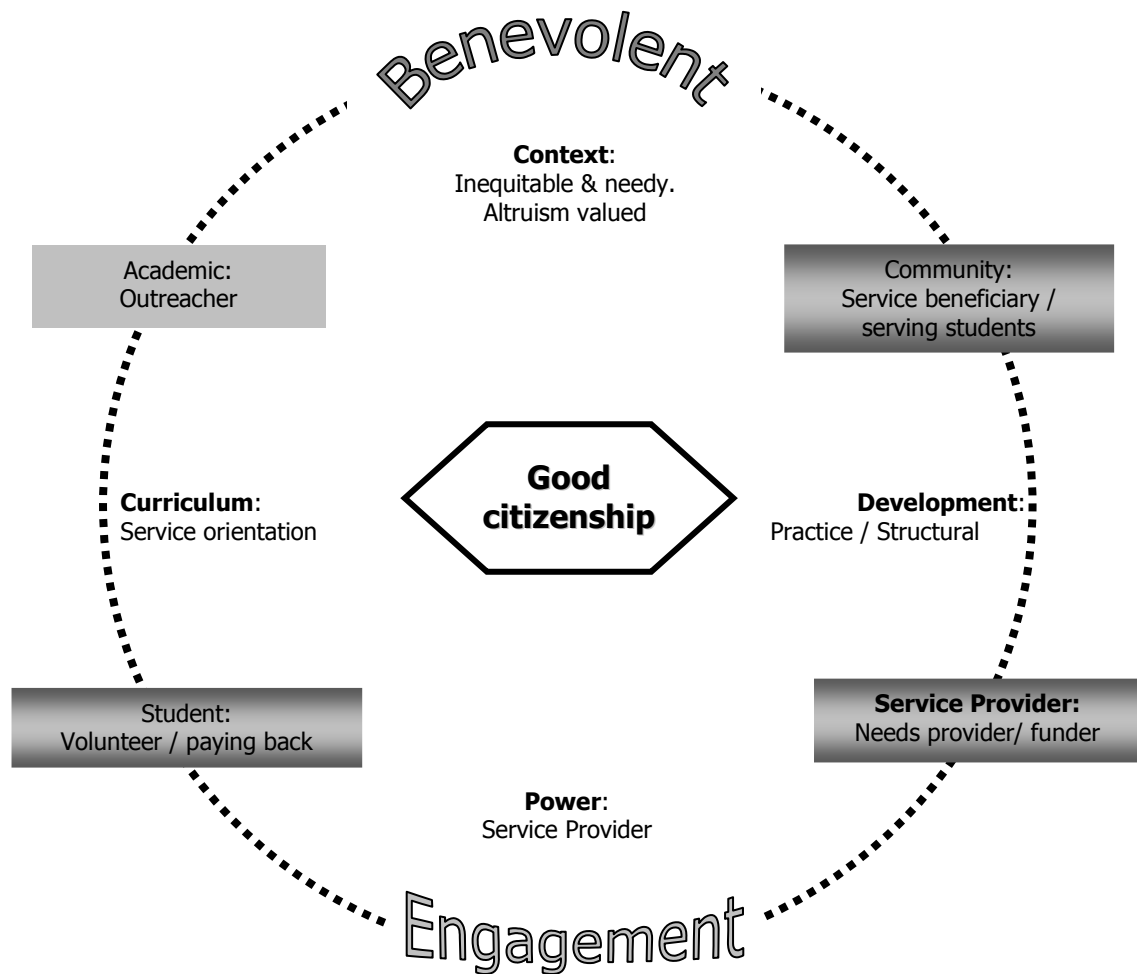 Benevolent
Context:
Inequitable & needy.
Altruism valued
Academic:
Outreacher
Community:
Service beneficiary /
serving students
Good
citizenship
Curriculum:
Service orientation
Development:
Practice / Structural
Student:
Volunteer / paying back
Service Provider:
Needs provider/ funder
Power:
Service Provider
Engagement